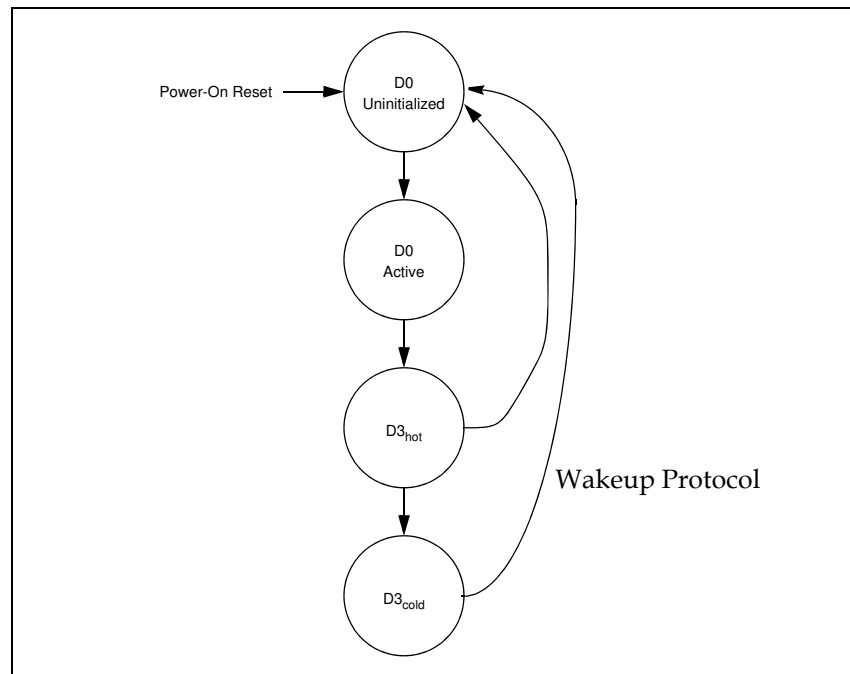 D0
Uninitialized
Power-On Reset
D0
Active
D3hot
Wakeup Protocol
D3cold